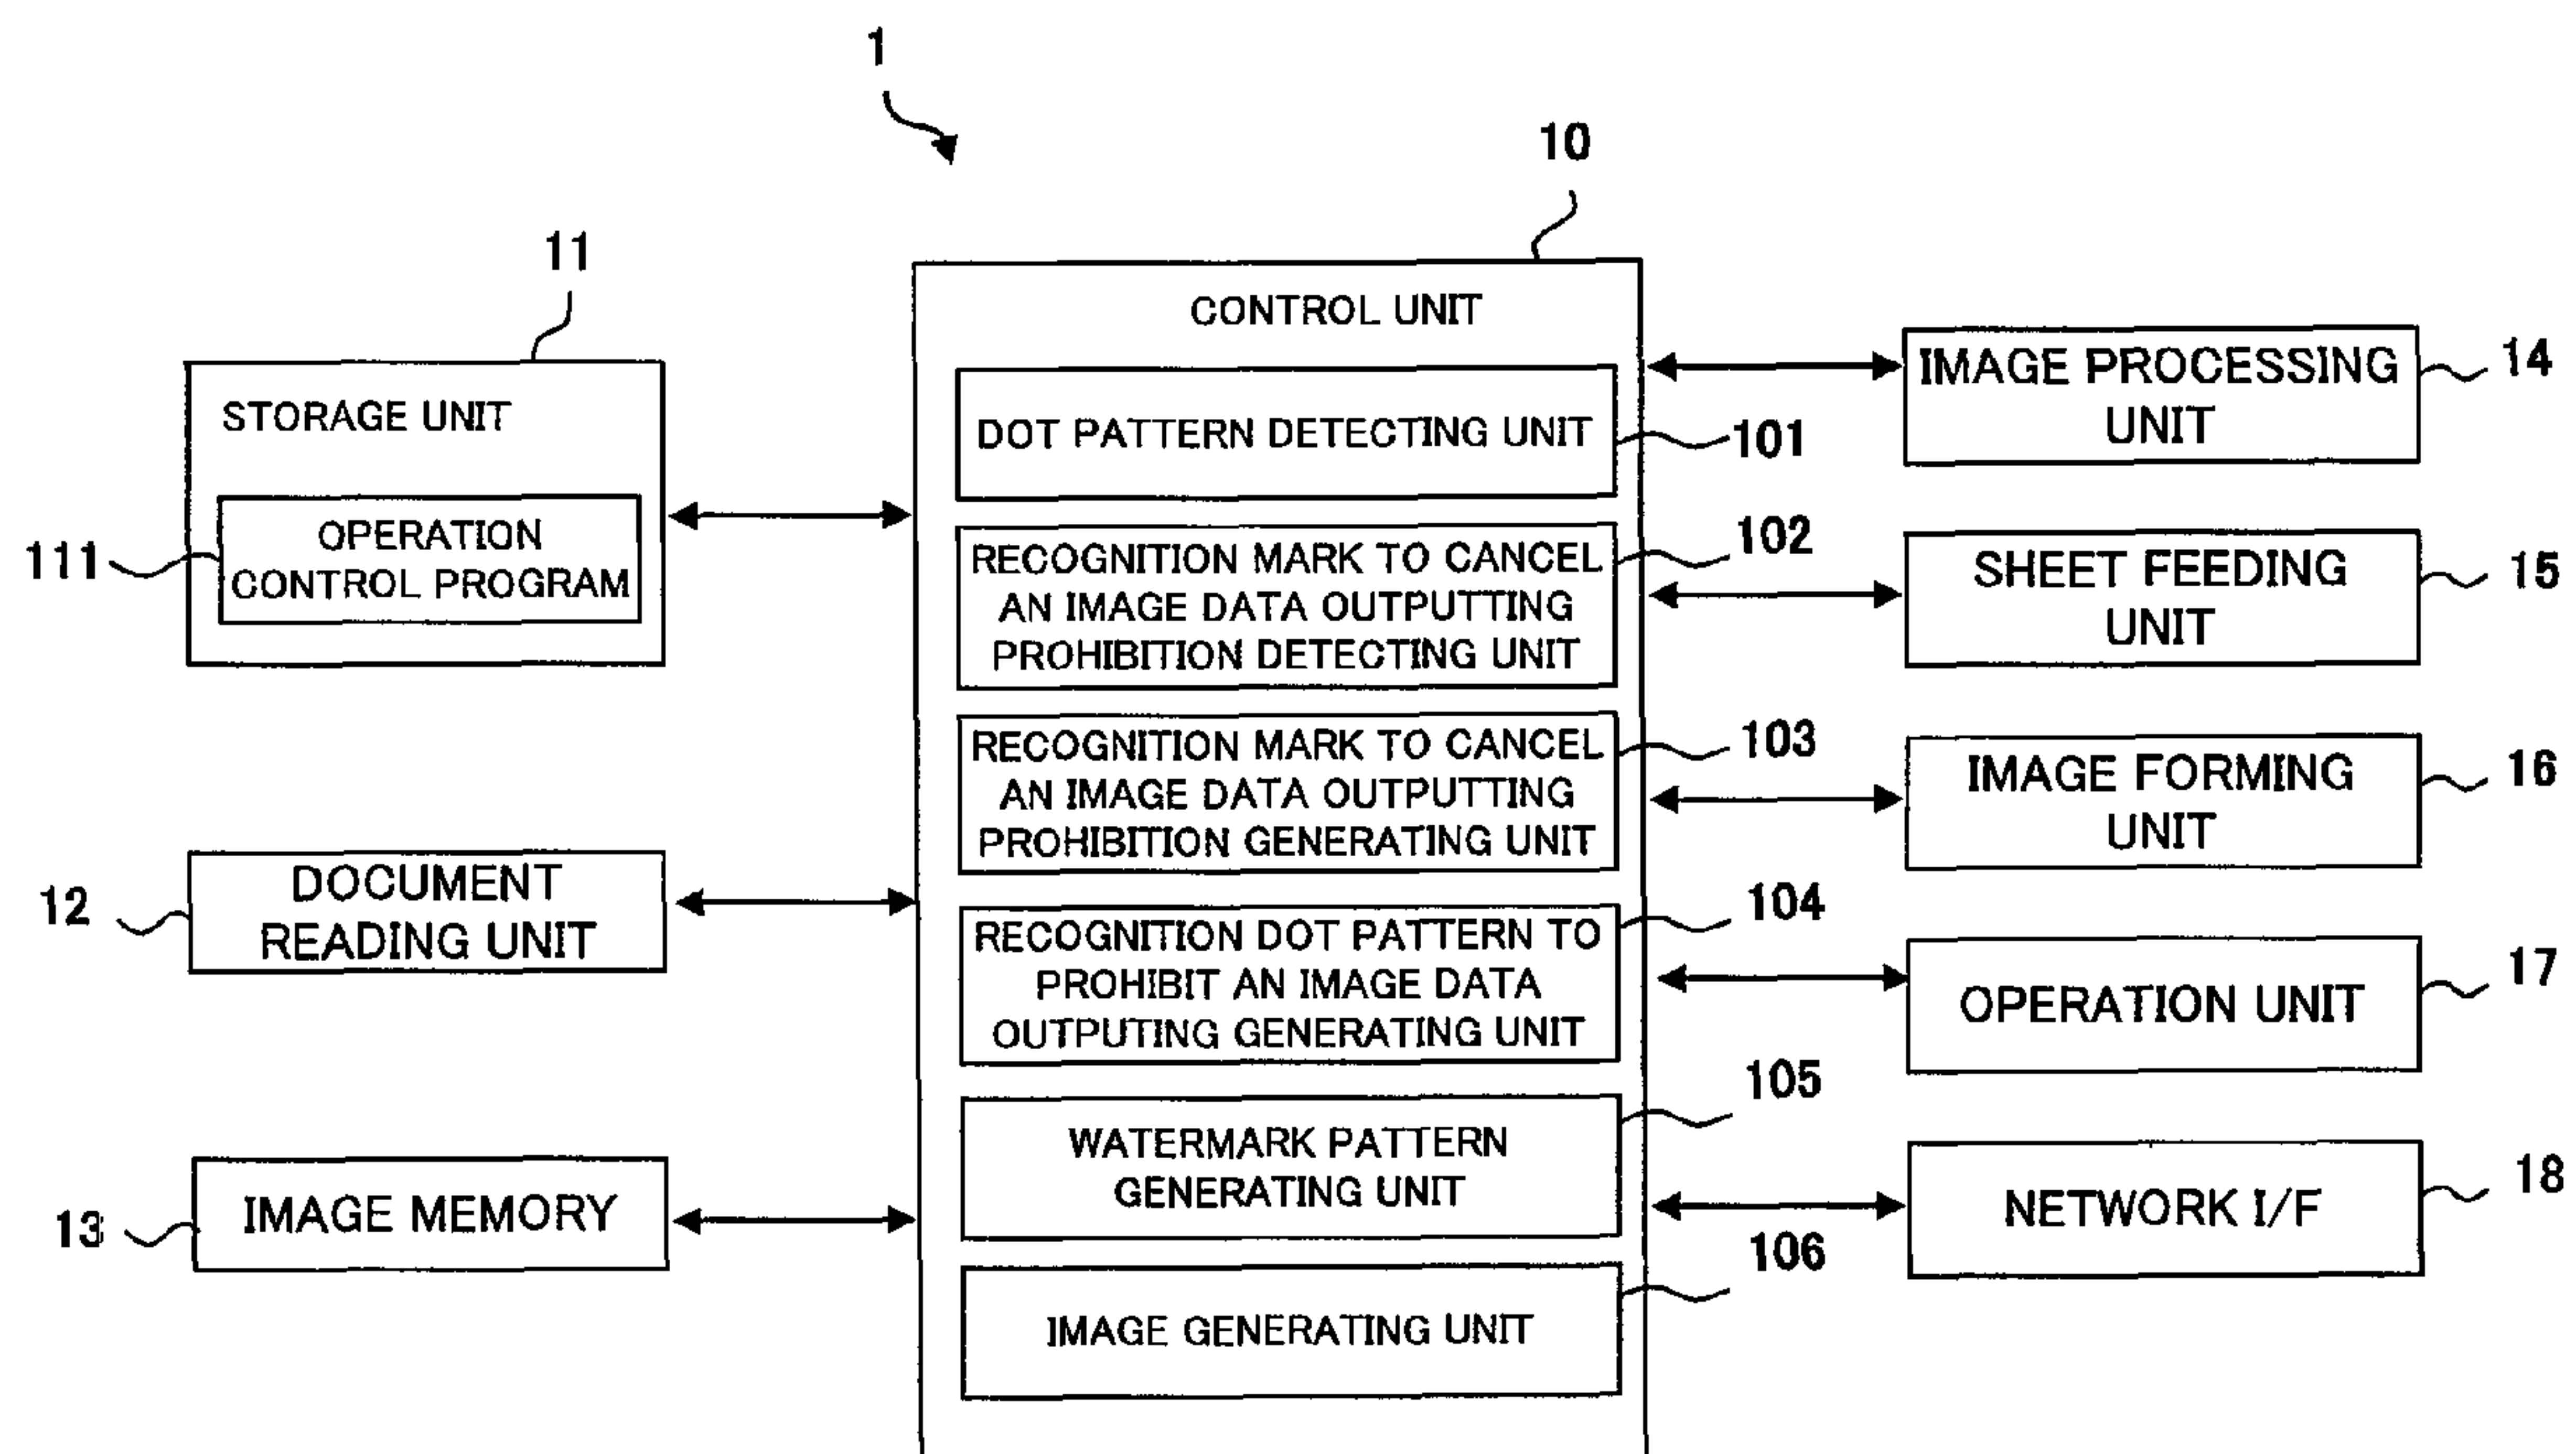 1
10
11
STORAGE UNIT
OPERATION
CONTROL PROGRAM
111
DOCUMENT
READING UNIT
12
IMAGE MEMORY
13
CONTROL UNIT
DOT PATTERN DETECTING UNIT
101
RECOGNITION MARK TO CANCEL
AN IMAGE DATA OUTPUTTING
PROHIBITION DETECTING UNIT
102
RECOGNITION MARK TO CANCEL
AN IMAGE DATA OUTPUTTING
PROHIBITION GENERATING UNIT
103
RECOGNITION DOT PATTERN TO
PROHIBIT AN IMAGE DATA
OUTPUTING GENERATING UNIT
104
WATERMARK PATTERN
GENERATING UNIT
105
IMAGE GENERATING UNIT
106
IMAGE PROCESSING
UNIT
14
SHEET FEEDING
UNIT
15
IMAGE FORMING
UNIT
16
OPERATION UNIT
17
NETWORK I/F
18